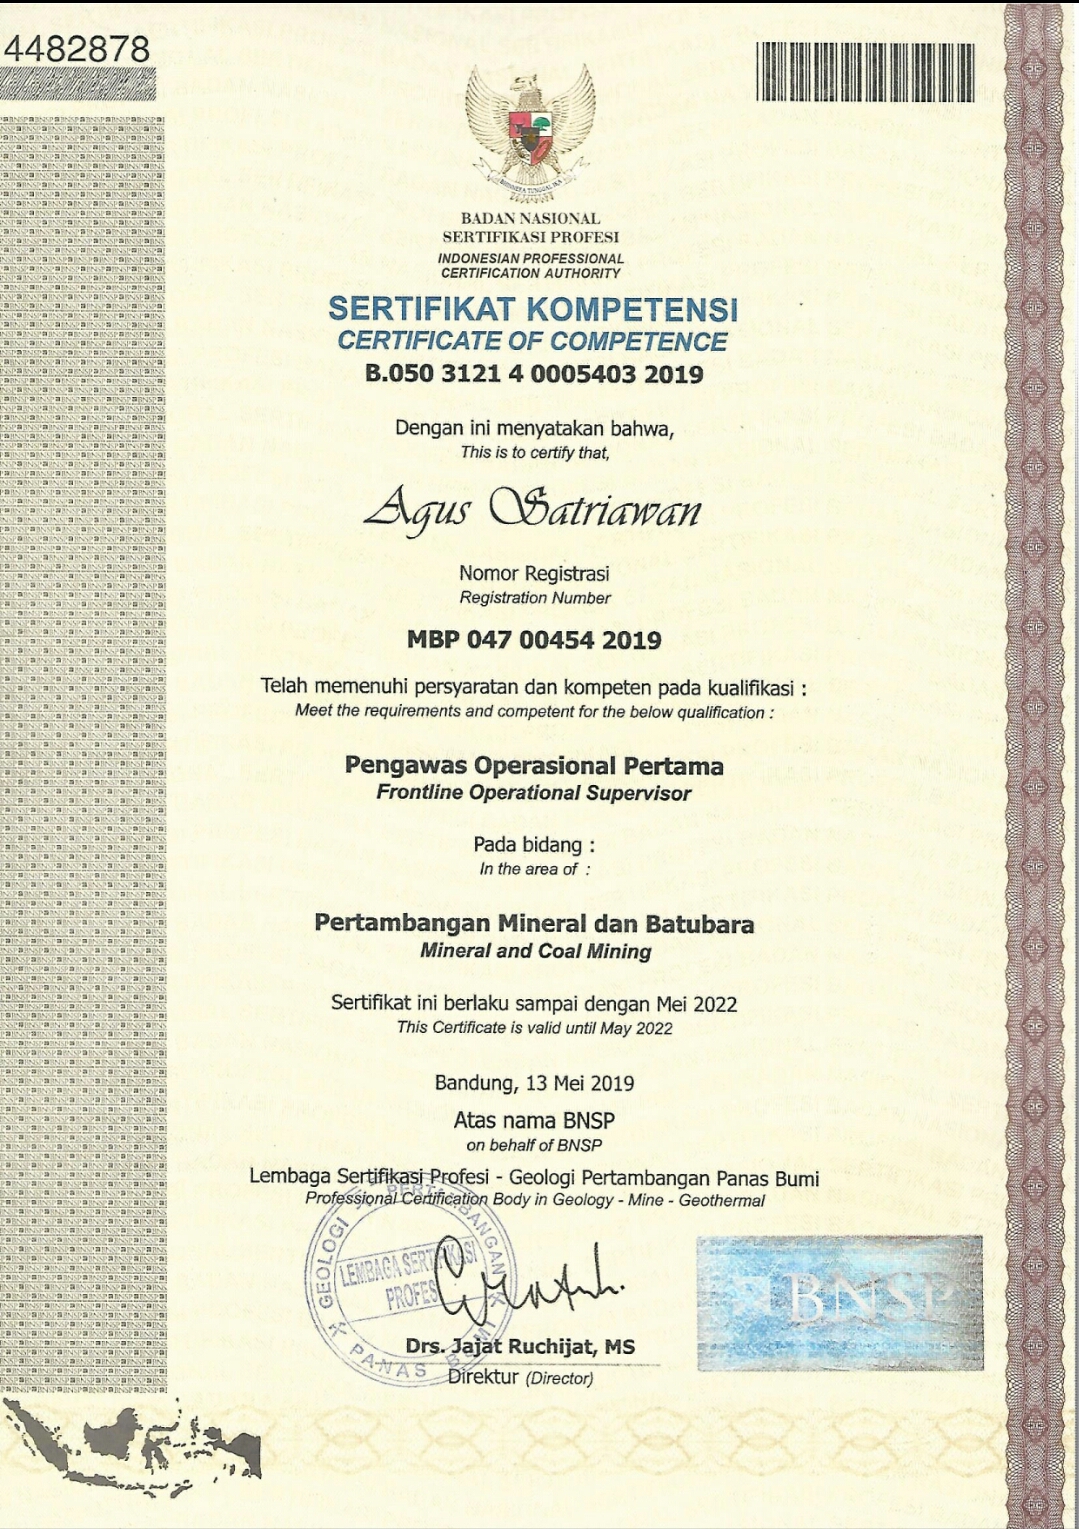 4482878
BHINNEKA TUNGGAL IKA
BADAN NASIONAL
SERTIFIKASI PROFESI
INDONESIAN PROFESSIONAL
CERTIFICATION AUTHORITY
SERTIFIKAT KOMPETENSI
CERTIFICATE OF COMPETENCE
B.050 3121 4 0005403 2019
Dengan ini menyatakan bahwa,
This is to certify that,
Agus Satriawan
Nomor Registrasi
Registration Number
MBP 047 00454 2019
Telah memenuhi persyaratan dan kompeten pada kualifikasi :
Meet the requirements and competent for the below qualification :
Pengawas Operasional Pertama
Frontline Operational Supervisor
Pada bidang :
In the area of :
Pertambangan Mineral dan Batubara
Mineral and Coal Mining
Sertifikat ini berlaku sampai dengan Mei 2022
This Certificate is valid until May 2022
Bandung, 13 Mei 2019
Atas nama BNSP
on behalf of BNSP
Lembaga Sertifikasi Profesi - Geologi Pertambangan Panas Bumi
Professional Certification Body in Geology - Mine - Geothermal
GEOLOGI PERTAMBANGAN
LEMBAGA SERTIFIKASI
PROFESI
PANAS BUMI
BNSP
Drs. Jajat Ruchijat, MS
Direktur (Director)